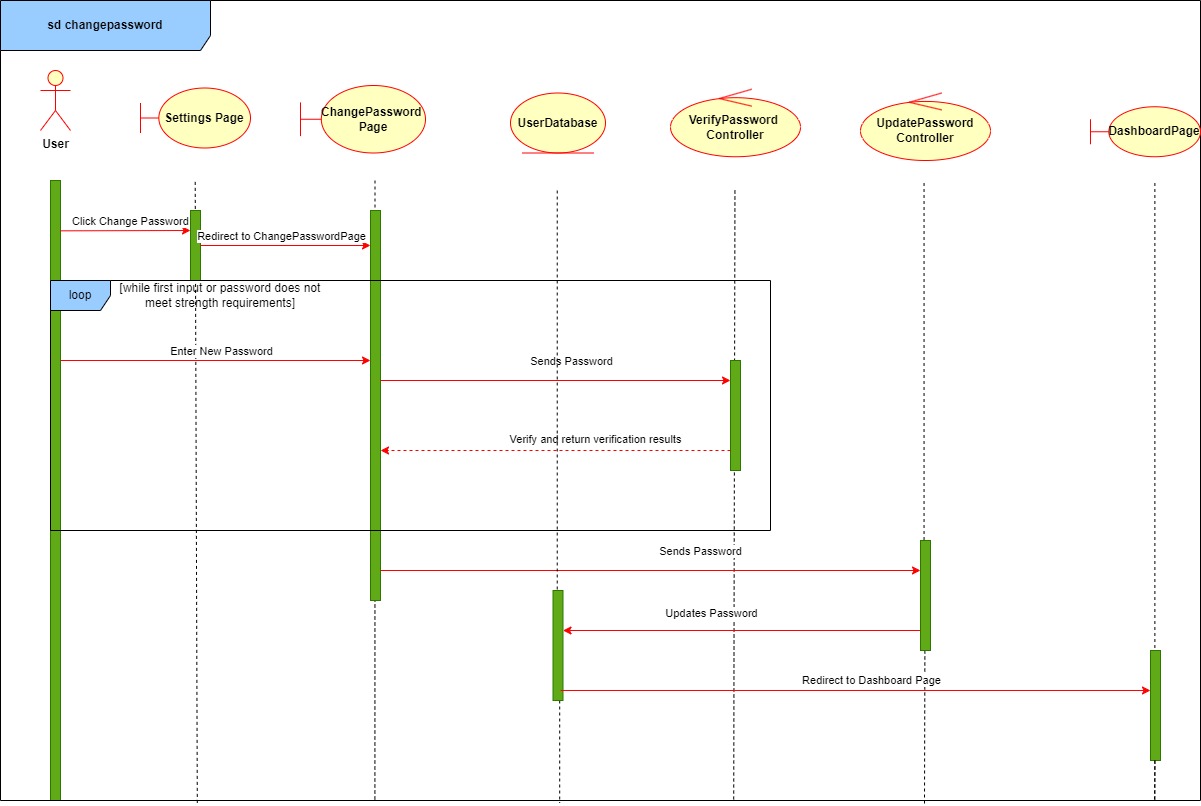 sd changepassword
User
Settings Page
ChangePassword
Page
UserDatabase
VerifyPassword
Controller
UpdatePassword
Controller
DashboardPage
Click Change Password
Redirect to ChangePasswordPage
loop
[while first input or password does not
meet strength requirements]
Enter New Password
Sends Password
Verify and return verification results
Sends Password
Updates Password
Redirect to Dashboard Page